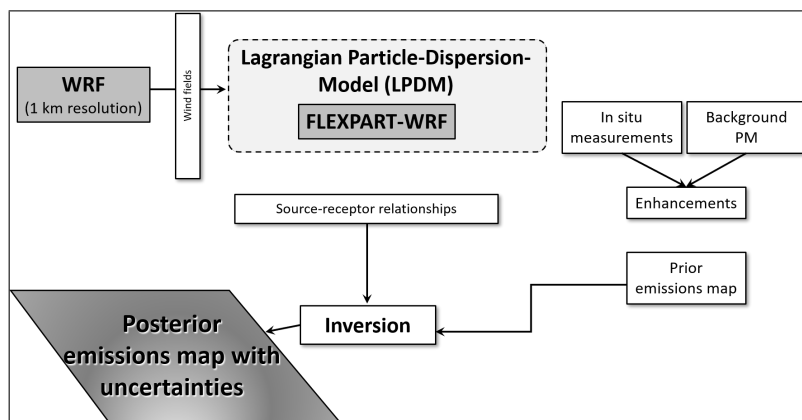 WRF
(1 km resolution)
Wind fields
Lagrangian Particle-Dispersion-
Model (LPDM)
FLEXPART-WRF
In situ
measurements
Background
PM
Enhancements
Source-receptor relationships
Prior
emissions map
Inversion
Posterior
emissions map with
uncertainties